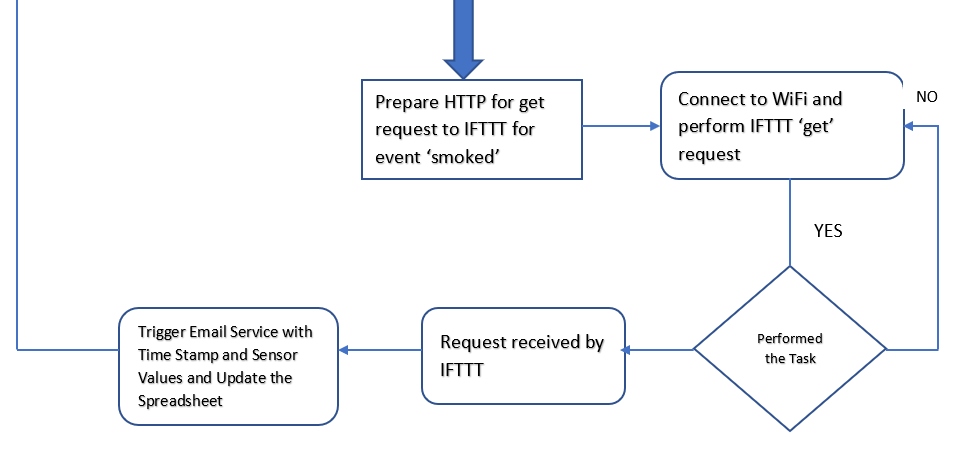 Prepare HTTP for get
request to IFTTT for
event ‘smoked’
Connect to WiFi and
perform IFTTT ‘get’
request
NO
YES
Performed
the Task
Request received by
IFTTT
Trigger Email Service with
Time Stamp and Sensor
Values and Update the
Spreadsheet